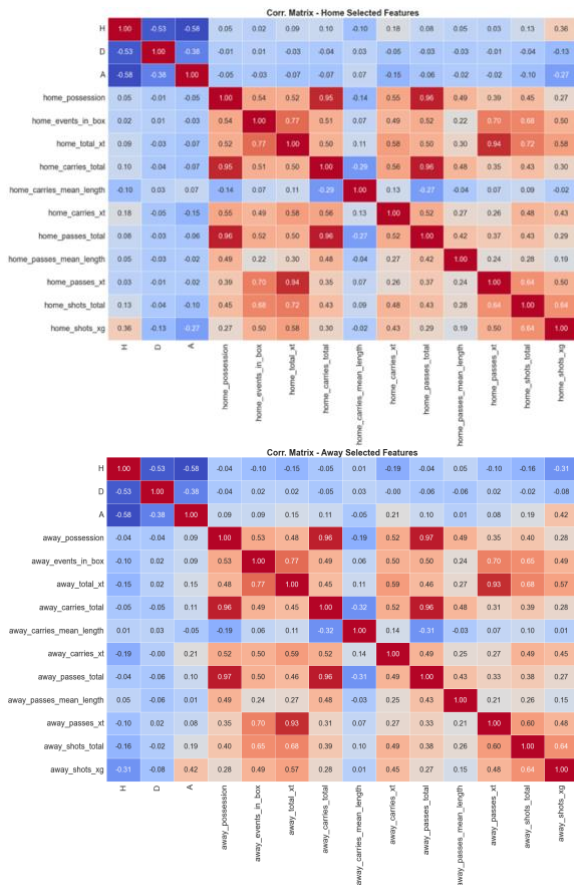 Corr. Matrix - Home Selected Features
H 1.00 -0.53 -0.58 0.05 0.02 0.09 0.10 -0.10 0.18 0.08 0.05 0.03 0.13 0.36
D -0.53 1.00 -0.38 -0.01 0.01 -0.03 -0.04 0.03 -0.05 -0.03 -0.03 -0.01 -0.04 -0.13
A -0.58 -0.38 1.00 -0.05 -0.03 -0.07 -0.07 0.07 -0.15 -0.06 -0.02 -0.02 -0.10 -0.27
home_possession 0.05 -0.01 -0.05 1.00 0.54 0.52 0.95 -0.14 0.55 0.96 0.49 0.39 0.45 0.27
home_events_in_box 0.02 0.01 -0.03 0.54 1.00 0.77 0.51 0.07 0.49 0.52 0.22 0.70 0.68 0.50
home_total_xt 0.09 -0.03 -0.07 0.52 0.77 1.00 0.50 0.11 0.58 0.50 0.30 0.94 0.72 0.58
home_carries_total 0.10 -0.04 -0.07 0.95 0.51 0.50 1.00 -0.29 0.56 0.96 0.48 0.35 0.43 0.30
home_carries_mean_length -0.10 0.03 0.07 -0.14 0.07 0.11 -0.29 1.00 0.13 -0.27 -0.04 0.07 0.09 -0.02
home_carries_xt 0.18 -0.05 -0.15 0.55 0.49 0.58 0.56 0.13 1.00 0.52 0.27 0.26 0.48 0.43
home_passes_total 0.08 -0.03 -0.06 0.96 0.52 0.50 0.96 -0.27 0.52 1.00 0.42 0.37 0.43 0.29
home_passes_mean_length 0.05 -0.03 -0.02 0.49 0.22 0.30 0.48 -0.04 0.27 0.42 1.00 0.24 0.28 0.19
home_passes_xt 0.03 -0.01 -0.02 0.39 0.70 0.94 0.35 0.07 0.26 0.37 0.24 1.00 0.64 0.50
home_shots_total 0.13 -0.04 -0.10 0.45 0.68 0.72 0.43 0.09 0.48 0.43 0.28 0.64 1.00 0.64
home_shots_xg 0.36 -0.13 -0.27 0.27 0.50 0.58 0.30 -0.02 0.43 0.29 0.19 0.50 0.64 1.00
H D A home_possession home_events_in_box home_total_xt home_carries_total home_carries_mean_length home_carries_xt home_passes_total home_passes_mean_length home_passes_xt home_shots_total home_shots_xg
Corr. Matrix - Away Selected Features
H 1.00 -0.53 -0.58 -0.04 -0.10 -0.15 -0.05 0.01 -0.19 -0.04 0.05 -0.10 -0.16 -0.31
D -0.53 1.00 -0.38 -0.04 0.02 0.02 -0.05 0.03 -0.00 -0.06 -0.06 0.02 -0.02 -0.08
A -0.58 -0.38 1.00 0.09 0.09 0.15 0.11 -0.05 0.21 0.10 0.01 0.08 0.19 0.42
away_possession -0.04 -0.04 0.09 1.00 0.53 0.48 0.96 -0.19 0.52 0.97 0.49 0.35 0.40 0.28
away_events_in_box -0.10 0.02 0.09 0.53 1.00 0.77 0.49 0.06 0.50 0.50 0.24 0.70 0.65 0.49
away_total_xt -0.15 0.02 0.15 0.48 0.77 1.00 0.45 0.11 0.59 0.46 0.27 0.93 0.68 0.57
away_carries_total -0.05 -0.05 0.11 0.96 0.49 0.45 1.00 -0.32 0.52 0.96 0.48 0.31 0.39 0.28
away_carries_mean_length 0.01 0.03 -0.05 -0.19 0.06 0.11 -0.32 1.00 0.14 -0.31 -0.03 0.07 0.10 0.01
away_carries_xt -0.19 -0.00 0.21 0.52 0.50 0.59 0.52 0.14 1.00 0.49 0.25 0.27 0.49 0.45
away_passes_total -0.04 -0.06 0.10 0.97 0.50 0.46 0.96 -0.31 0.49 1.00 0.43 0.33 0.38 0.27
away_passes_mean_length 0.05 -0.06 0.01 0.49 0.24 0.27 0.48 -0.03 0.25 0.43 1.00 0.21 0.26 0.15
away_passes_xt -0.10 0.02 0.08 0.35 0.70 0.93 0.31 0.07 0.27 0.33 0.21 1.00 0.60 0.48
away_shots_total -0.16 -0.02 0.19 0.40 0.65 0.68 0.39 0.10 0.49 0.38 0.26 0.60 1.00 0.64
away_shots_xg -0.31 -0.08 0.42 0.28 0.49 0.57 0.28 0.01 0.45 0.27 0.15 0.48 0.64 1.00
H D A away_possession away_events_in_box away_total_xt away_carries_total away_carries_mean_length away_carries_xt away_passes_total away_passes_mean_length away_passes_xt away_shots_total away_shots_xg